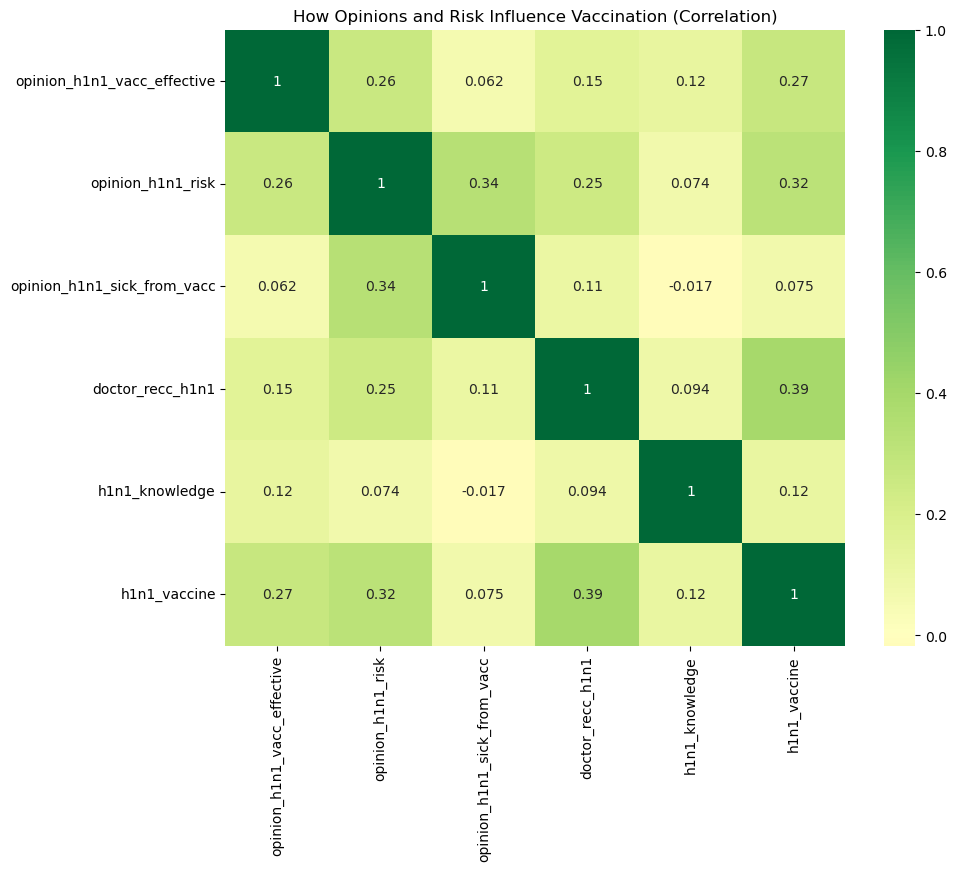 How Opinions and Risk Influence Vaccination (Correlation)
opinion_h1n1_vacc_effective 1 0.26 0.062 0.15 0.12 0.27
opinion_h1n1_risk 0.26 1 0.34 0.25 0.074 0.32
opinion_h1n1_sick_from_vacc 0.062 0.34 1 0.11 -0.017 0.075
doctor_recc_h1n1 0.15 0.25 0.11 1 0.094 0.39
h1n1_knowledge 0.12 0.074 -0.017 0.094 1 0.12
h1n1_vaccine 0.27 0.32 0.075 0.39 0.12 1
opinion_h1n1_vacc_effective
opinion_h1n1_risk
opinion_h1n1_sick_from_vacc
doctor_recc_h1n1
h1n1_knowledge
h1n1_vaccine
1.0
0.8
0.6
0.4
0.2
0.0